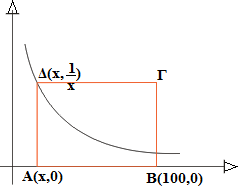 Δ(x, 1/x)
Γ
A(x,0)
B(100,0)